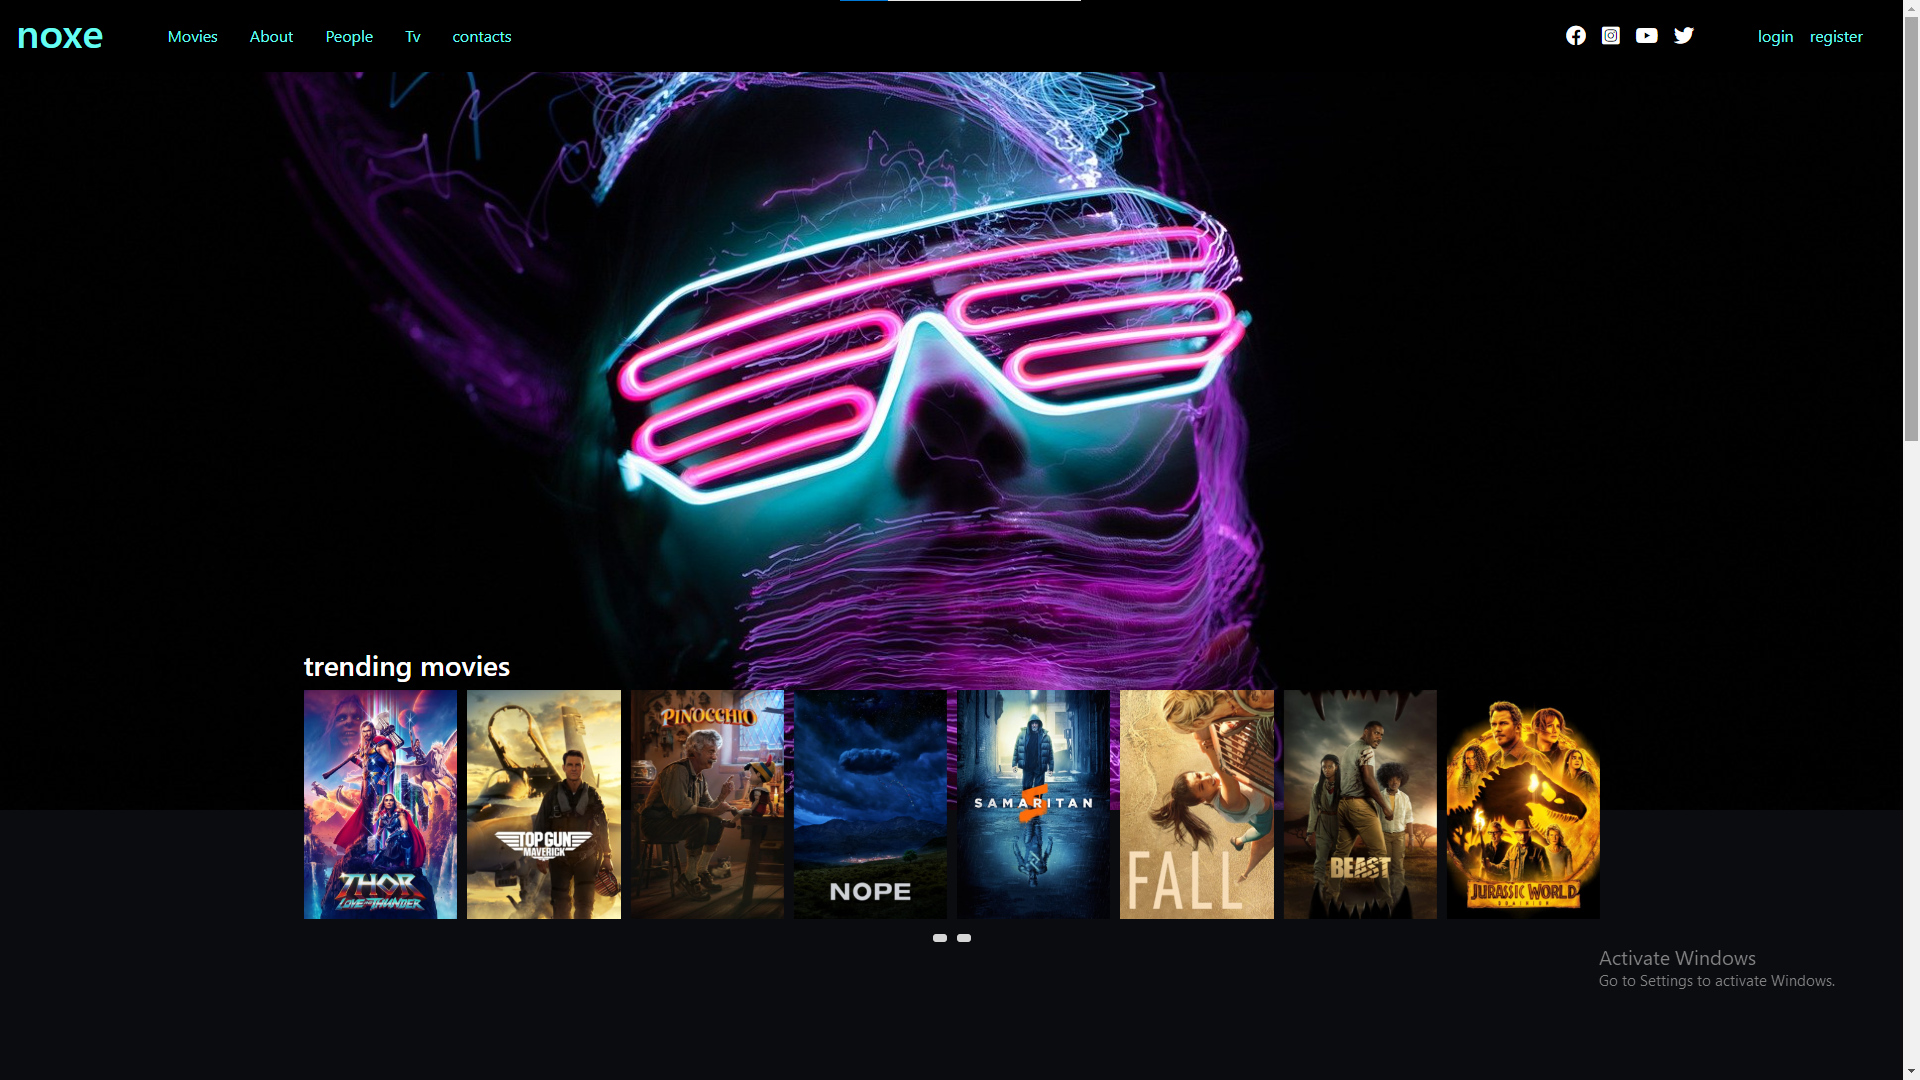 noxe
Movies
About
People
Tv
contacts
login
register
trending movies
THOR
LOVE AND THUNDER
TOP GUN
MAVERICK
PINOCCHIO
NOPE
SAMARITAN
FALL
BEAST
JURASSIC WORLD
DOMINION
Activate Windows
Go to Settings to activate Windows.